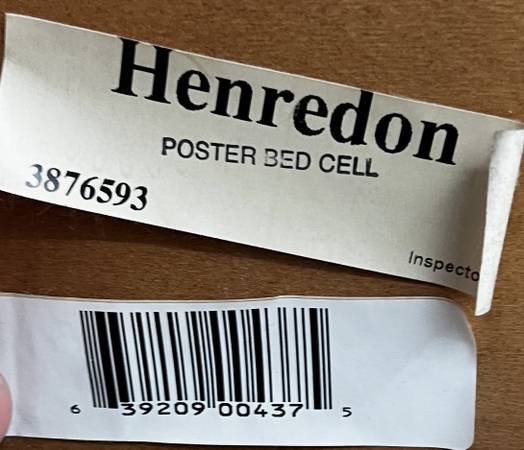 Henredon
POSTER BED CELL
3876593
Inspecto
6 39209 00437 5